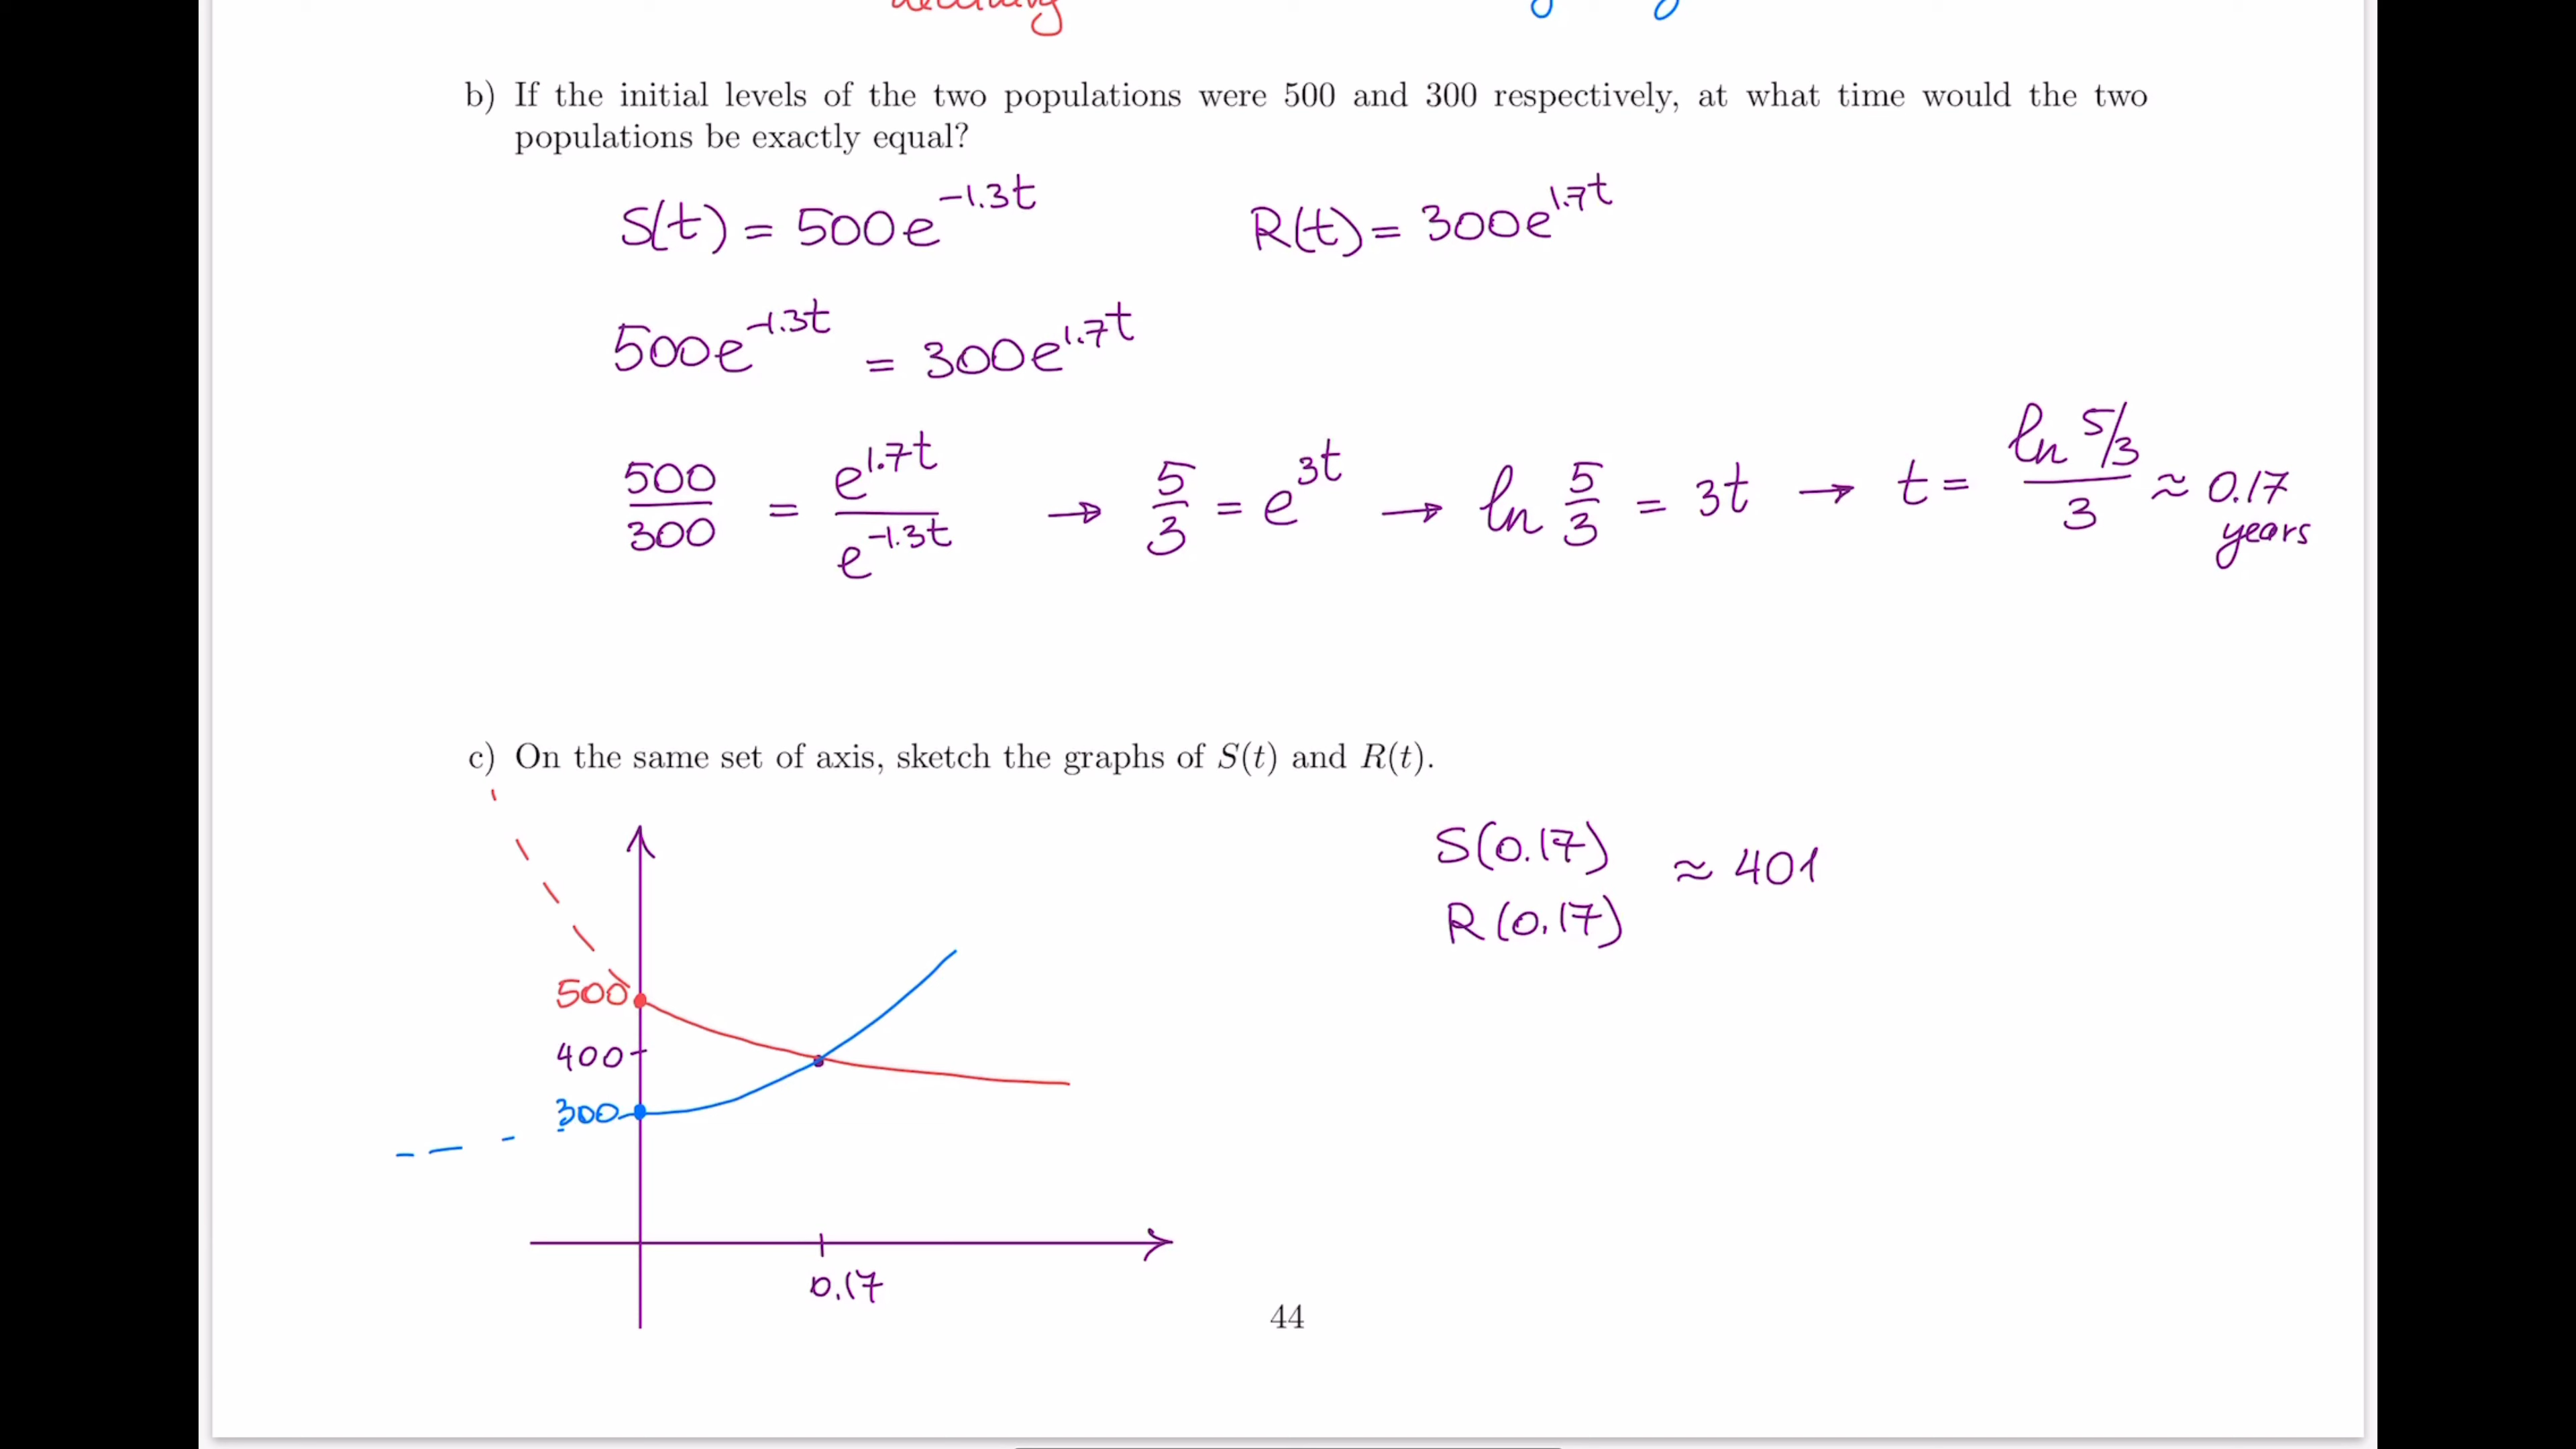 declining
b) If the initial levels of the two populations were 500 and 300 respectively, at what time would the two
populations be exactly equal?
S(t) = 500e^{-1.3t}    R(t) = 300e^{1.7t}
500e^{-1.3t} = 300e^{1.7t}
500/300 = e^{1.7t}/e^{-1.3t} → 5/3 = e^{3t} → ln 5/3 = 3t → t = (ln 5/3)/3 ≈ 0.17
years
c) On the same set of axis, sketch the graphs of S(t) and R(t).
S(0.17)
R(0.17)
≈ 401
500
400
300
0.17
44